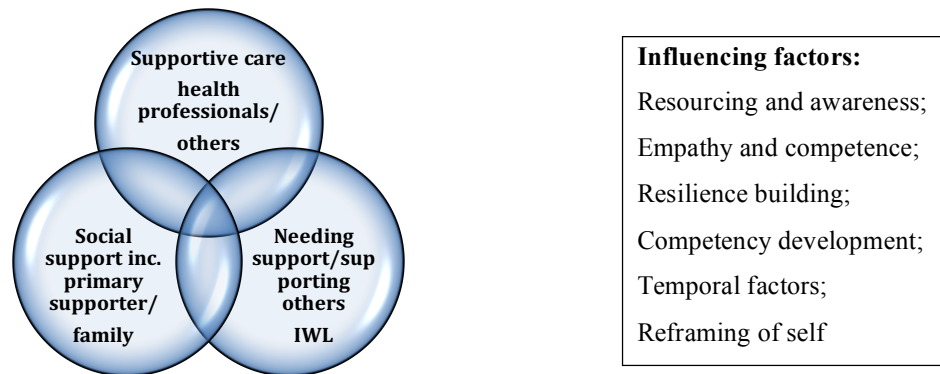 Supportive care
health
professionals/
others
Social
support inc.
primary
supporter/
family
Needing
support/sup
porting
others
IWL
Influencing factors:
Resourcing and awareness;
Empathy and competence;
Resilience building;
Competency development;
Temporal factors;
Reframing of self